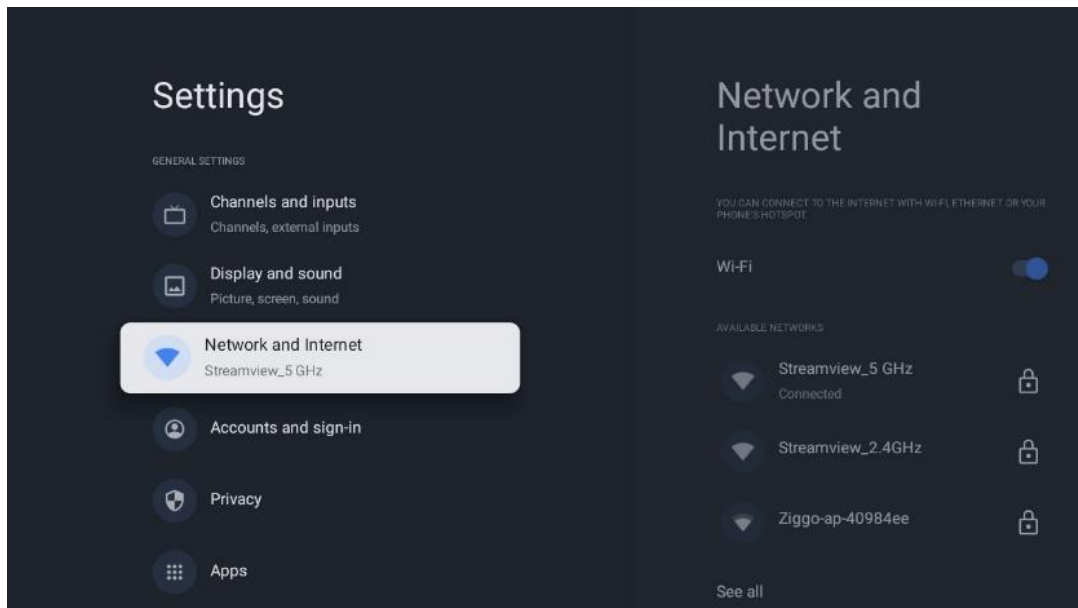 Settings
GENERAL SETTINGS
Channels and inputs
Channels, external inputs
Display and sound
Picture, screen, sound
Network and Internet
Streamview_5 GHz
Accounts and sign-in
Privacy
Apps
Network and
Internet
YOU CAN CONNECT TO THE INTERNET WITH WI-FI, ETHERNET OR YOUR
PHONE'S HOTSPOT.
Wi-Fi
AVAILABLE NETWORKS
Streamview_5 GHz
Connected
Streamview_2.4GHz
Ziggo-ap-40984ee
See all